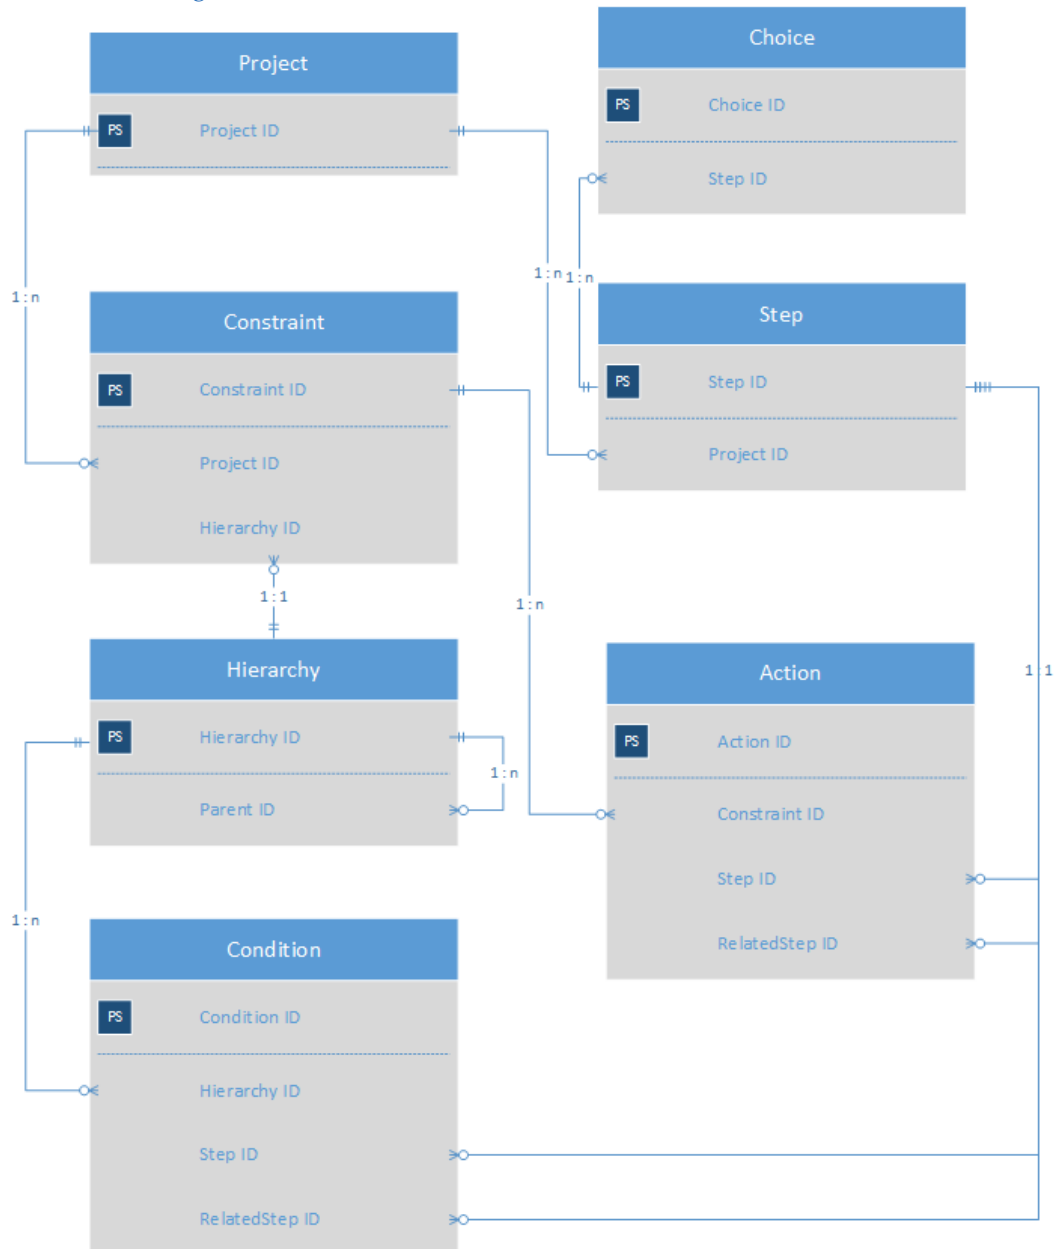 Project
PS
Project ID
Choice
PS
Choice ID
Step ID
1:n
1:n
1:n
Constraint
PS
Constraint ID
Project ID
Hierarchy ID
Step
PS
Step ID
Project ID
1:1
1:n
Hierarchy
PS
Hierarchy ID
Parent ID
1:n
Action
PS
Action ID
Constraint ID
Step ID
RelatedStep ID
1:1
1:n
Condition
PS
Condition ID
Hierarchy ID
Step ID
RelatedStep ID